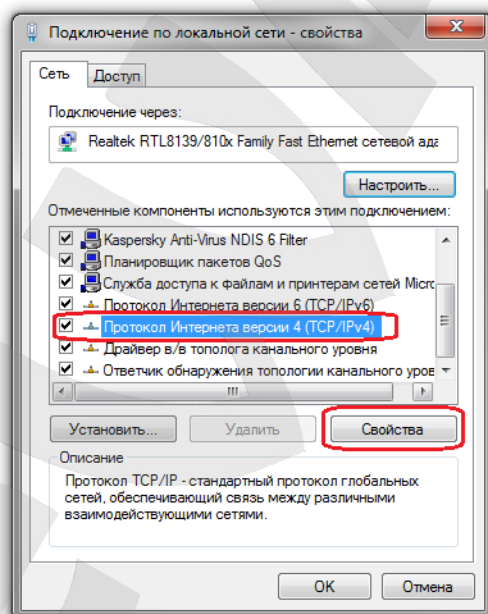 Подключение по локальной сети - свойства
Сеть
Доступ
Подключение через:
Realtek RTL8139/810x Family Fast Ethernet сетевой ада
Настроить...
Отмеченные компоненты используются этим подключением:
Kaspersky Anti-Virus NDIS 6 Filter
Планировщик пакетов QoS
Служба доступа к файлам и принтерам сетей Micro
Протокол Интернета версии 6 (TCP/IPv6)
Протокол Интернета версии 4 (TCP/IPv4)
Драйвер в/в тополога канального уровня
Ответчик обнаружения топологии канального уров
Установить...
Удалить
Свойства
Описание
Протокол TCP/IP - стандартный протокол глобальных
сетей, обеспечивающий связь между различными
взаимодействующими сетями.
OK
Отмена